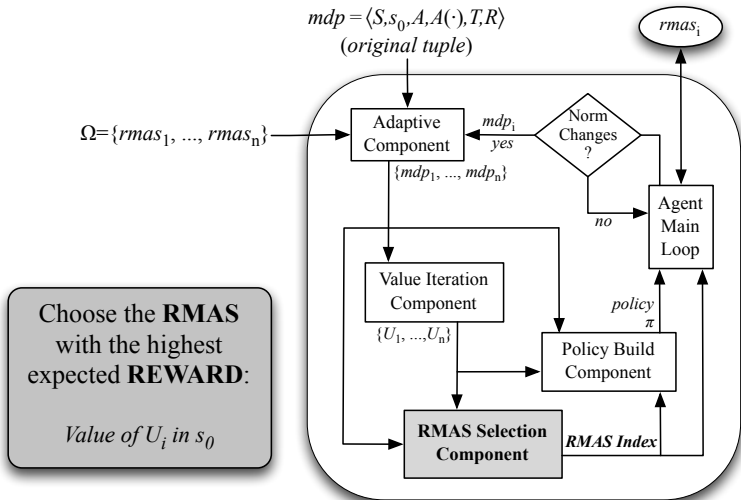 mdp = ⟨S,s0,A,A(·),T,R⟩
(original tuple)
rmasi
Ω={rmas1, ..., rmasn}
Adaptive
Component
mdpi
yes
Norm
Changes
?
{mdp1, ..., mdpn}
no
Agent
Main
Loop
Value Iteration
Component
{U1, ...,Un}
policy
π
Policy Build
Component
Choose the RMAS
with the highest
expected REWARD:
Value of Ui in s0
RMAS Selection
Component
RMAS Index